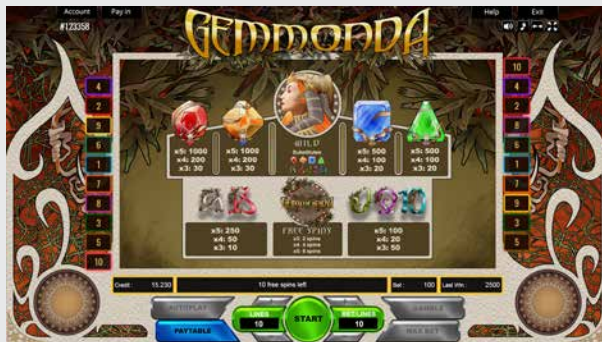 Account
Pay in
Help
Exit
#123358
GEMMONDA
4
2
9
6
1
7
8
3
5
10
10
4
2
8
6
1
7
9
3
5
x5: 1000
x4: 200
x3: 30
x5: 1000
x4: 200
x3: 30
WILD
Substitutes
x5: 500
x4: 100
x3: 20
x5: 500
x4: 100
x3: 20
A K
GEMMONDA
Q J 10
x5: 250
x4: 50
x3: 10
FREE SPINS
x5: 100
x4: 20
x3: 50
Credit: 15.230
10 free spins left
Bet: 100
Last Win: 2500
AUTOPLAY
PAYTABLE
LINES
10
START
BET-LINES
10
GAMBLE
MAX BET